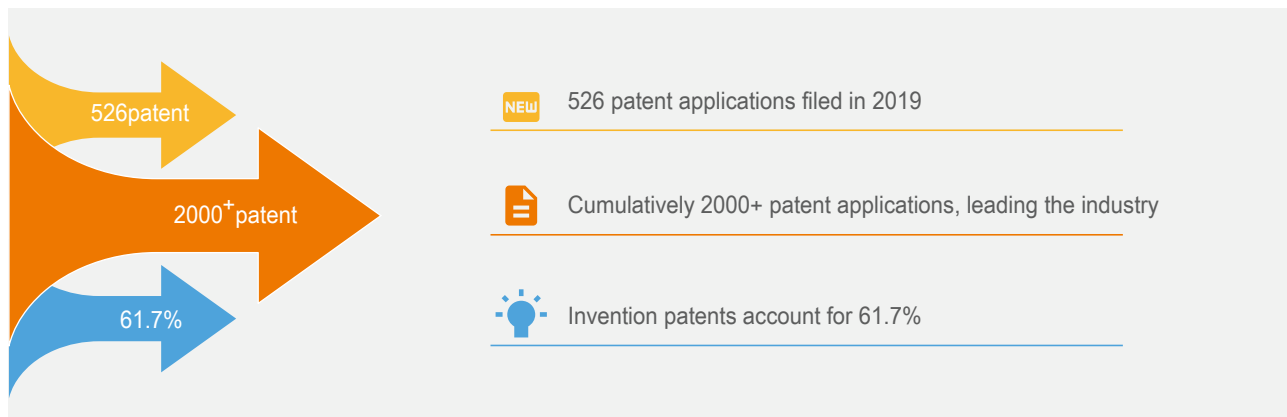 526patent
NEW
526 patent applications filed in 2019
2000+patent
Cumulatively 2000+ patent applications, leading the industry
61.7%
Invention patents account for 61.7%